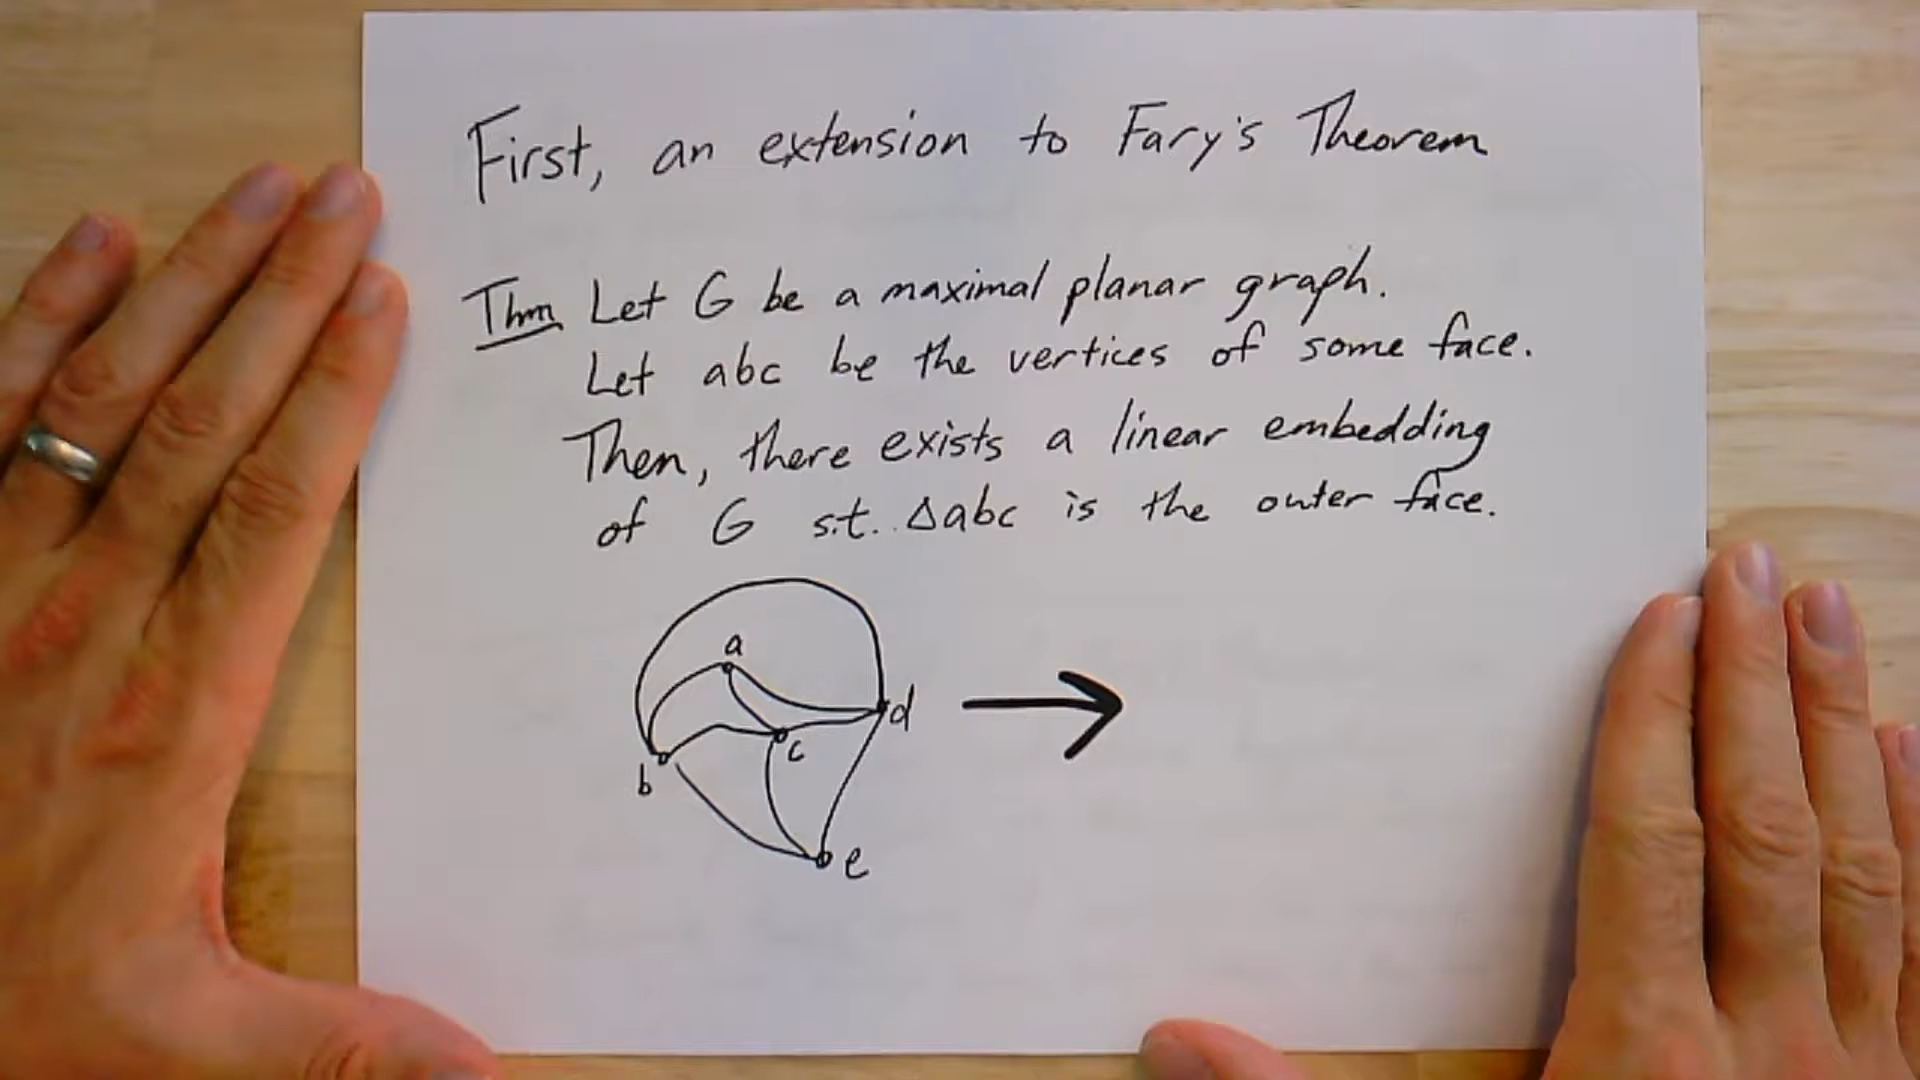 First, an extension to Fary's Theorem
Thm Let G be a maximal planar graph.
Let abc be the vertices of some face.
Then, there exists a linear embedding
of G s.t. Δabc is the outer face.
a
d
c
b
e